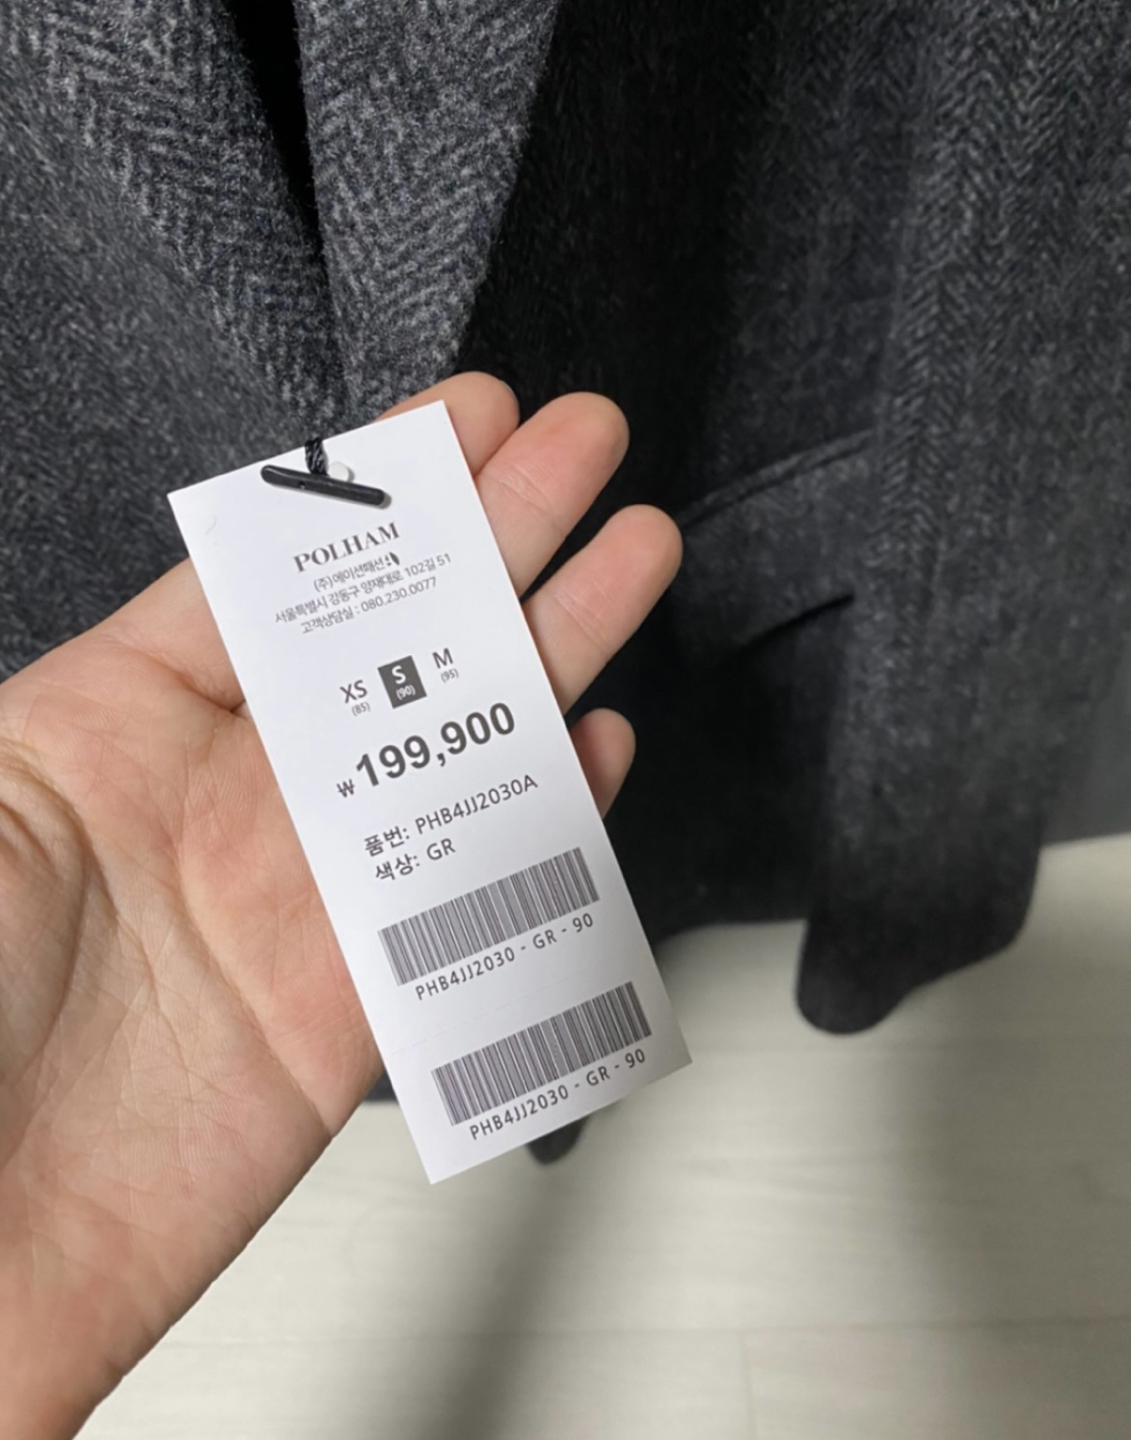 POLHAM
(주)에이션패션
서울특별시 강동구 양재대로 102길 51
고객상담실 : 080.230.0077
XS S M
(85) (90) (95)
₩199,900
품번: PHB4JJ2030A
색상: GR
PHB4JJ2030 - GR - 90
PHB4JJ2030 - GR - 90